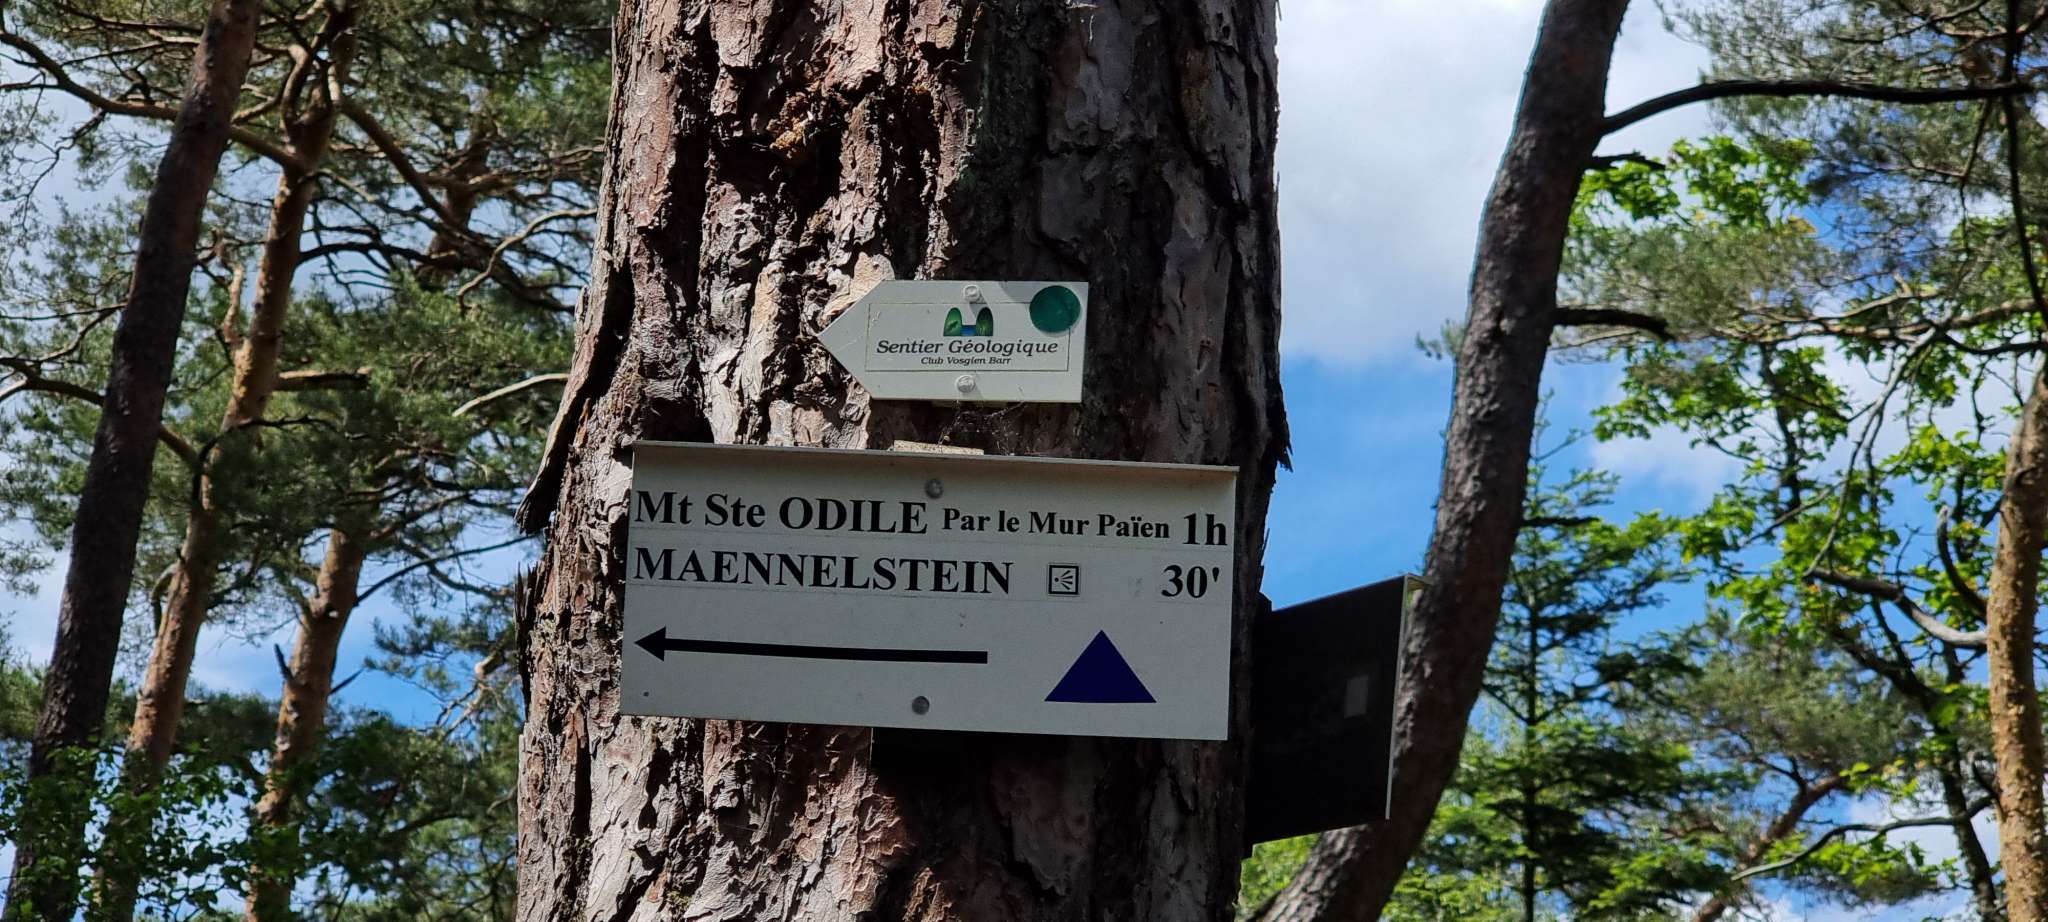 Sentier Géologique
Club Vosgien Barr
Mt Ste ODILE Par le Mur Païen 1h
MAENNELSTEIN 30'